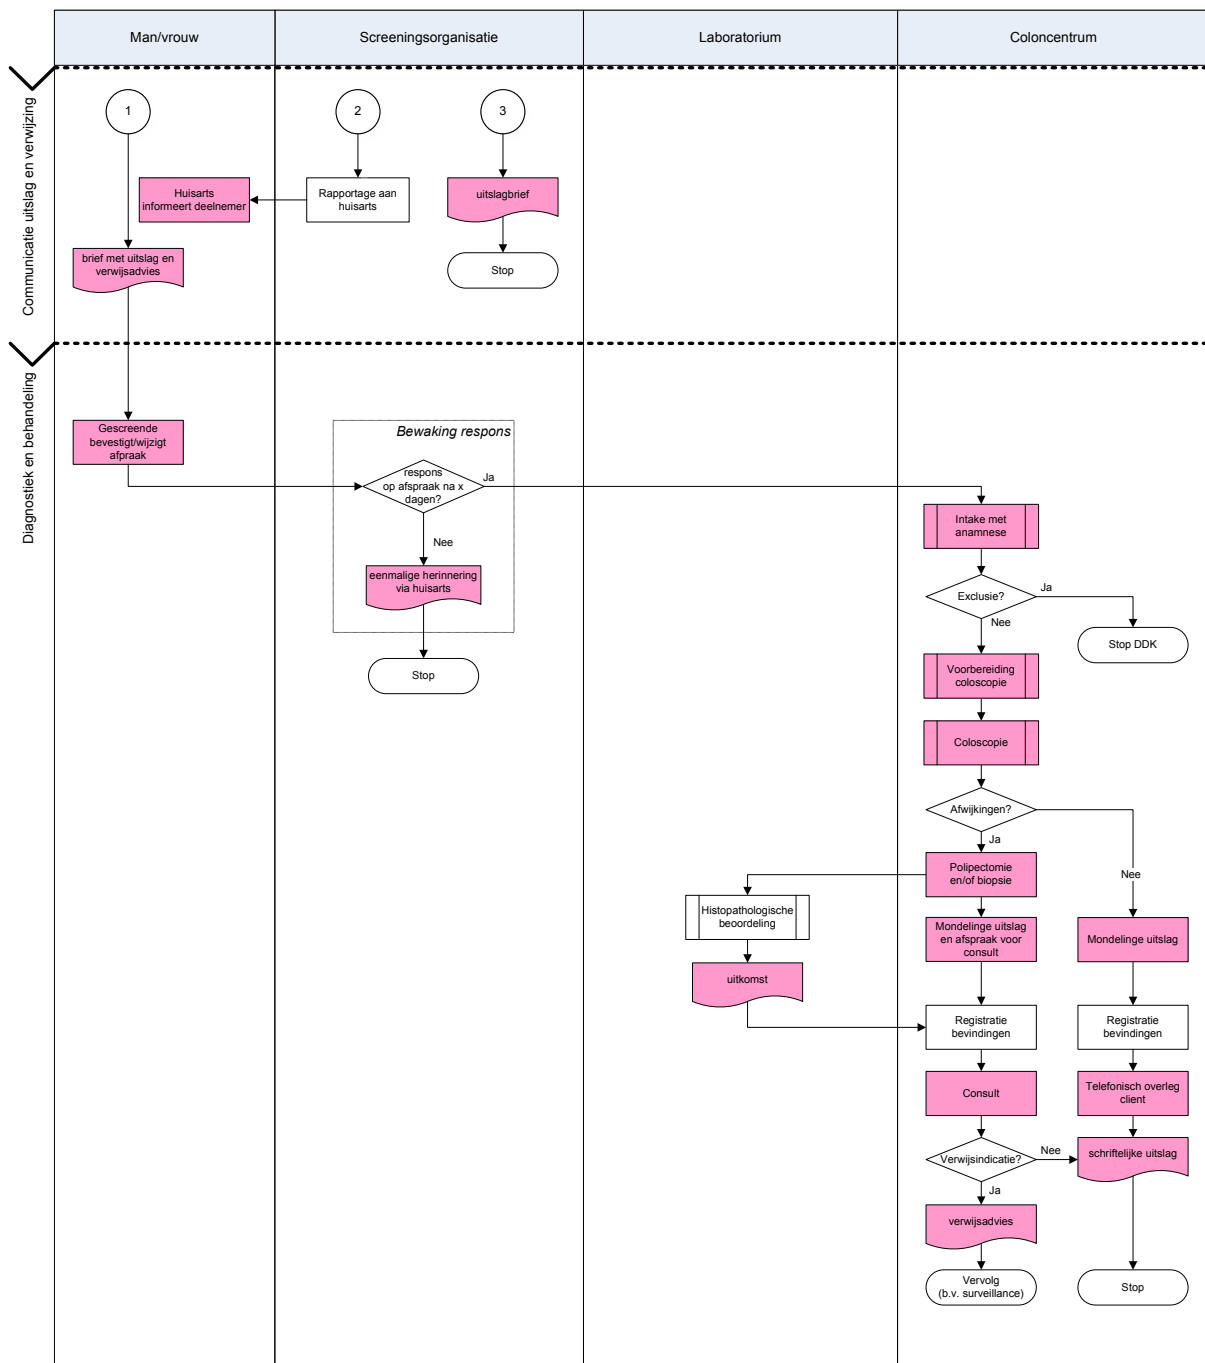 Man/vrouw
Screeningsorganisatie
Laboratorium
Coloncentrum
Communicatie uitslag en verwijzing
1
2
3
Huisarts
informeert deelnemer
Rapportage aan
huisarts
uitslagbrief
brief met uitslag en
verwijsadvies
Stop
Diagnostiek en behandeling
Gescreende
bevestigt/wijzigt
afpraak
Bewaking respons
respons
op afspraak na x
dagen?
Ja
Nee
eenmalige herinnering
via huisarts
Stop
Intake met
anamnese
Exclusie?
Ja
Nee
Stop DDK
Voorbereiding
coloscopie
Coloscopie
Afwijkingen?
Ja
Nee
Polipectomie
en/of biopsie
Histopathologische
beoordeling
Mondelinge uitslag
en afspraak voor
consult
Mondelinge uitslag
uitkomst
Registratie
bevindingen
Registratie
bevindingen
Consult
Telefonisch overleg
client
Verwijsindicatie?
Nee
schriftelijke uitslag
Ja
verwijsadvies
Vervolg
(b.v. surveillance)
Stop